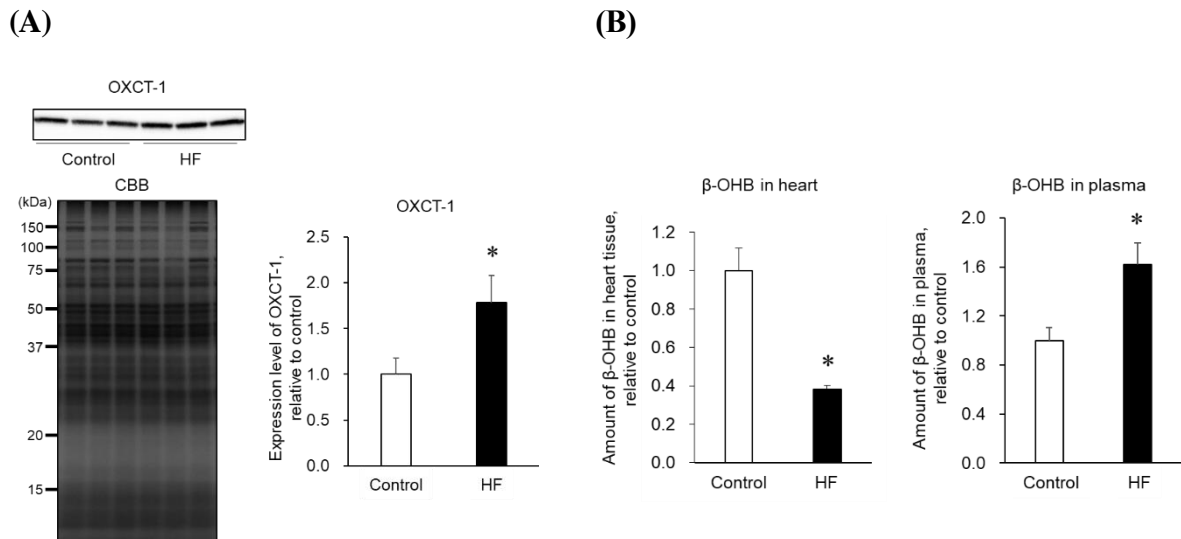 (A)
OXCT-1
Control HF
CBB
(kDa)
150
100
75
50
37
20
15
OXCT-1
Expression level of OXCT-1,
relative to control
2.5
2.0
1.5
1.0
0.5
0.0
*
Control HF
(B)
β-OHB in heart
Amount of β-OHB in heart tissue,
relative to control
1.2
1.0
0.8
0.6
0.4
0.2
0.0
*
Control HF
β-OHB in plasma
Amount of β-OHB in plasma,
relative to control
2.0
1.6
1.2
0.8
0.4
0.0
*
Control HF